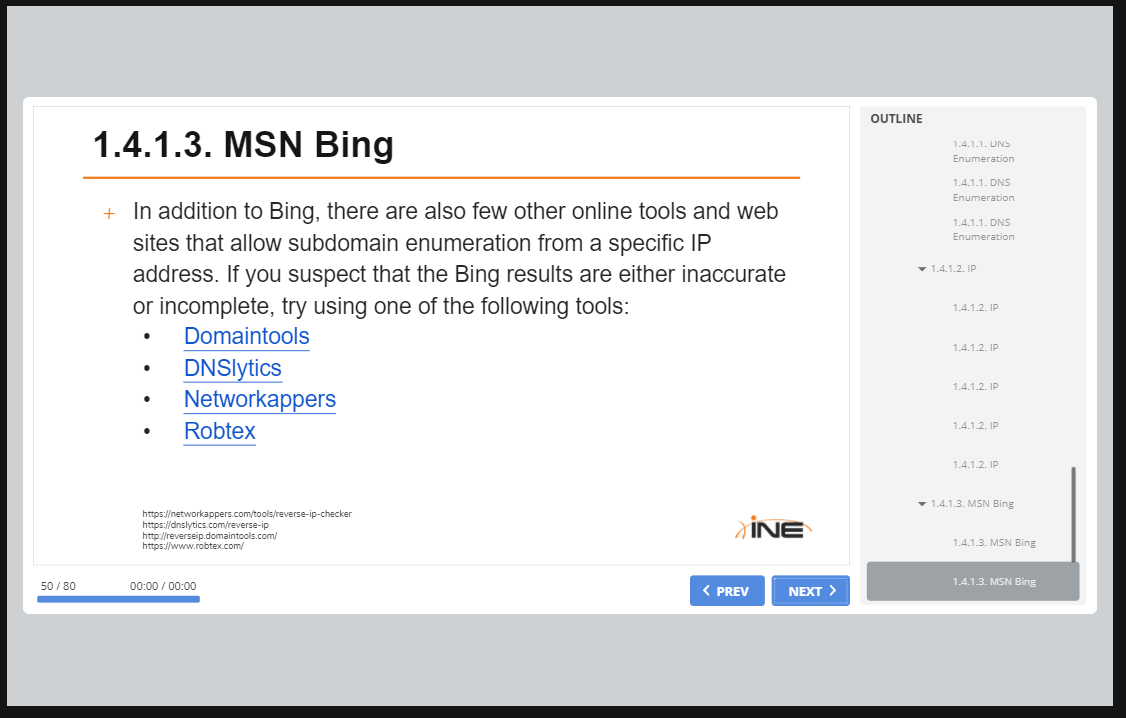 1.4.1.3. MSN Bing
+ In addition to Bing, there are also few other online tools and web
sites that allow subdomain enumeration from a specific IP
address. If you suspect that the Bing results are either inaccurate
or incomplete, try using one of the following tools:
• Domaintools
• DNSlytics
• Networkappers
• Robtex
https://networkappers.com/tools/reverse-ip-checker
https://dnslytics.com/reverse-ip
http://reverseip.domaintools.com/
https://www.robtex.com/
iNE
50 / 80
00:00 / 00:00
PREV
NEXT
OUTLINE
1.4.1.1. DNS
Enumeration
1.4.1.1. DNS
Enumeration
1.4.1.1. DNS
Enumeration
1.4.1.2. IP
1.4.1.2. IP
1.4.1.2. IP
1.4.1.2. IP
1.4.1.2. IP
1.4.1.2. IP
1.4.1.3. MSN Bing
1.4.1.3. MSN Bing
1.4.1.3. MSN Bing